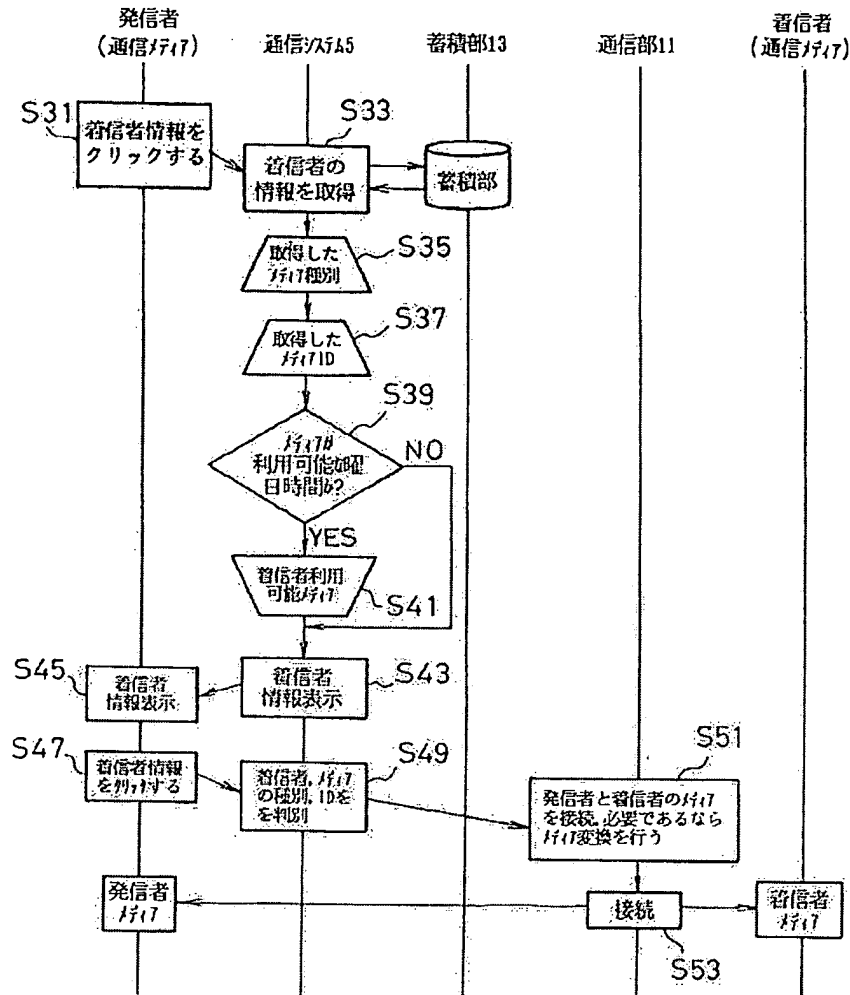 発信者
(通信メディア)
通信システム5
蓄積部13
通信部11
着信者
(通信メディア)
S31
着信者情報を
クリックする
S33
着信者の
情報を取得
蓄積部
取得した
メディア種別
S35
取得した
メディアID
S37
S39
メディアが
利用可能な曜
日時間か?
NO
YES
着信者利用
可能メディア
S41
S45
着信者
情報表示
着信者
情報表示
S43
S47
着信者情報
をクリックする
S49
着信者,メディア
の種別,IDを
を判別
S51
発信者と着信者のメディア
を接続.必要であるなら
メディア変換を行う
発信者
メディア
接続
着信者
メディア
S53